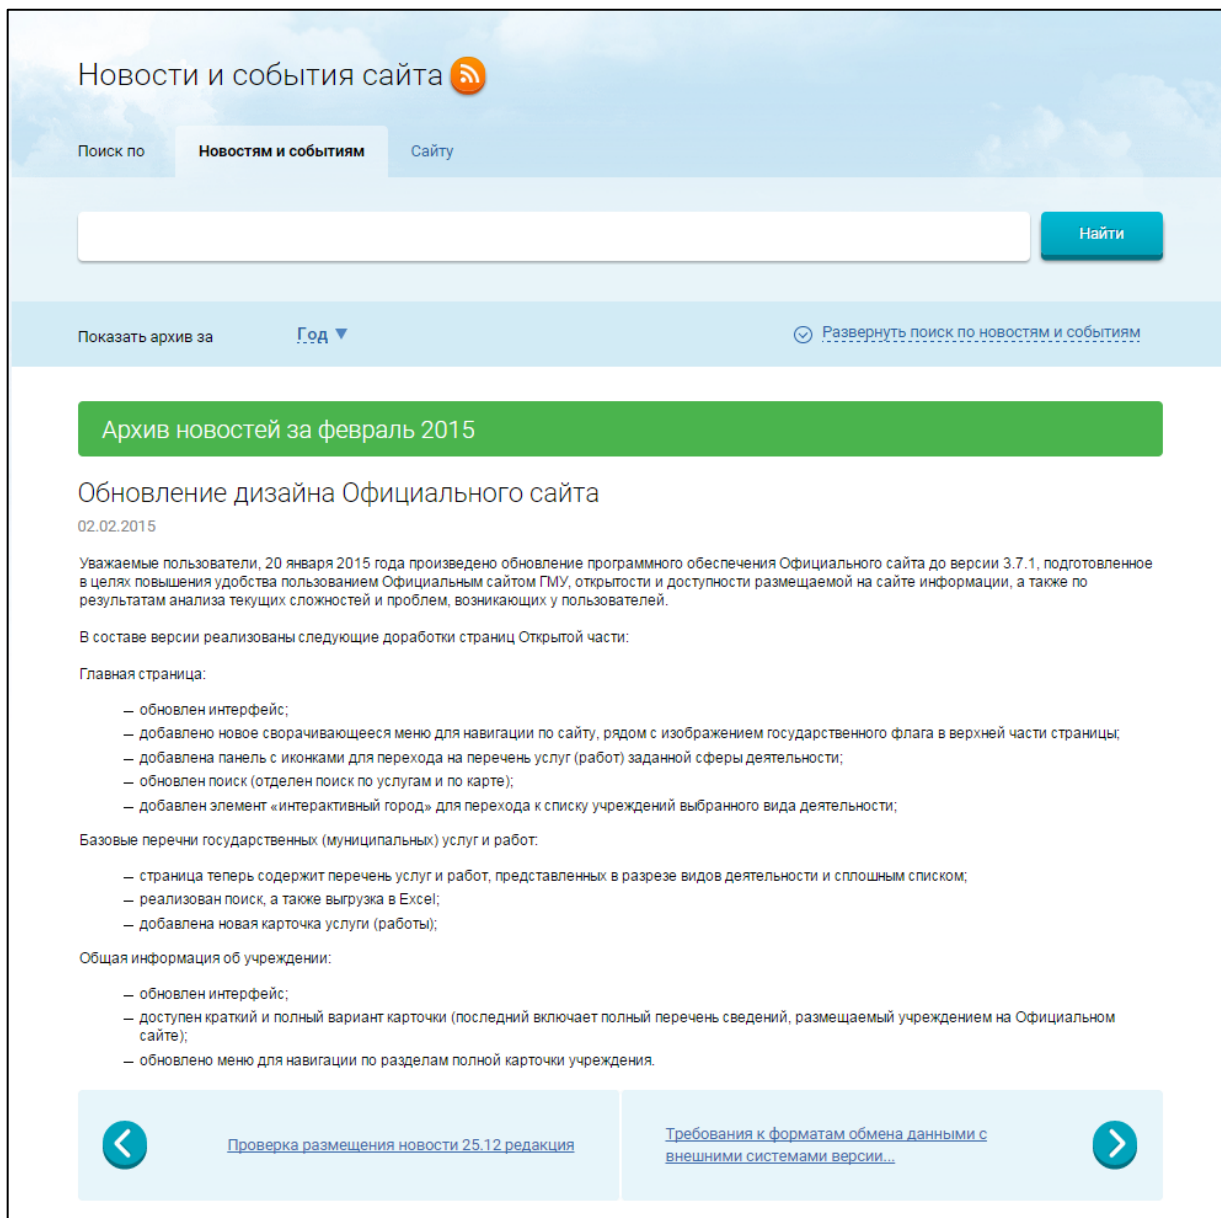 Новости и события сайта
Поиск по Новостям и событиям Сайту
Найти
Показать архив за Год ▼ Развернуть поиск по новостям и событиям
Архив новостей за февраль 2015
Обновление дизайна Официального сайта
02.02.2015
Уважаемые пользователи, 20 января 2015 года произведено обновление программного обеспечения Официального сайта до версии 3.7.1, подготовленное
в целях повышения удобства пользованием Официальным сайтом ГМУ, открытости и доступности размещаемой на сайте информации, а также по
результатам анализа текущих сложностей и проблем, возникающих у пользователей.
В составе версии реализованы следующие доработки страниц Открытой части:
Главная страница:
— обновлен интерфейс;
— добавлено новое сворачивающееся меню для навигации по сайту, рядом с изображением государственного флага в верхней части страницы;
— добавлена панель с иконками для перехода на перечень услуг (работ) заданной сферы деятельности;
— обновлен поиск (отделен поиск по услугам и по карте);
— добавлен элемент «интерактивный город» для перехода к списку учреждений выбранного вида деятельности;
Базовые перечни государственных (муниципальных) услуг и работ:
— страница теперь содержит перечень услуг и работ, представленных в разрезе видов деятельности и сплошным списком;
— реализован поиск, а также выгрузка в Excel;
— добавлена новая карточка услуги (работы);
Общая информация об учреждении:
— обновлен интерфейс;
— доступен краткий и полный вариант карточки (последний включает полный перечень сведений, размещаемый учреждением на Официальном
сайте);
— обновлено меню для навигации по разделам полной карточки учреждения.
Проверка размещения новости 25.12 редакция
Требования к форматам обмена данными с
внешними системами версии...